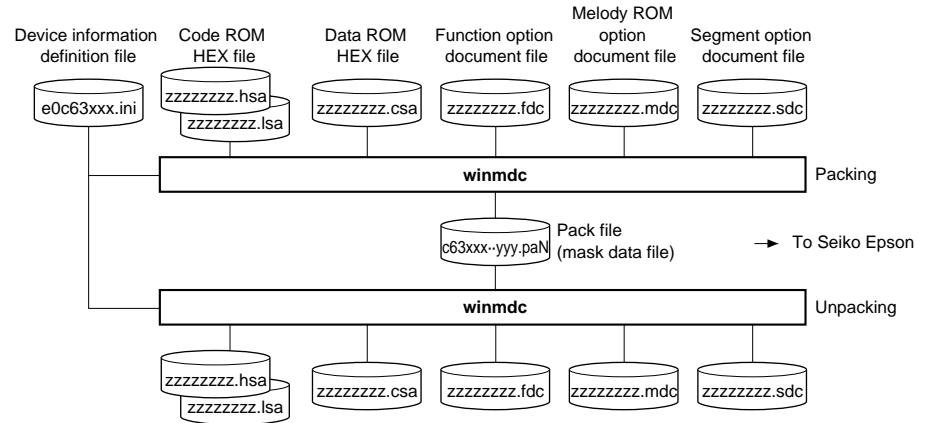 Device information
definition file
Code ROM
HEX file
Data ROM
HEX file
Function option
document file
Melody ROM
option
document file
Segment option
document file
e0c63xxx.ini
zzzzzzzz.hsa
zzzzzzzz.lsa
zzzzzzzz.csa
zzzzzzzz.fdc
zzzzzzzz.mdc
zzzzzzzz.sdc
winmdc
Packing
c63xxx··yyy.paN
Pack file
(mask data file)
To Seiko Epson
winmdc
Unpacking
zzzzzzzz.hsa
zzzzzzzz.lsa
zzzzzzzz.csa
zzzzzzzz.fdc
zzzzzzzz.mdc
zzzzzzzz.sdc